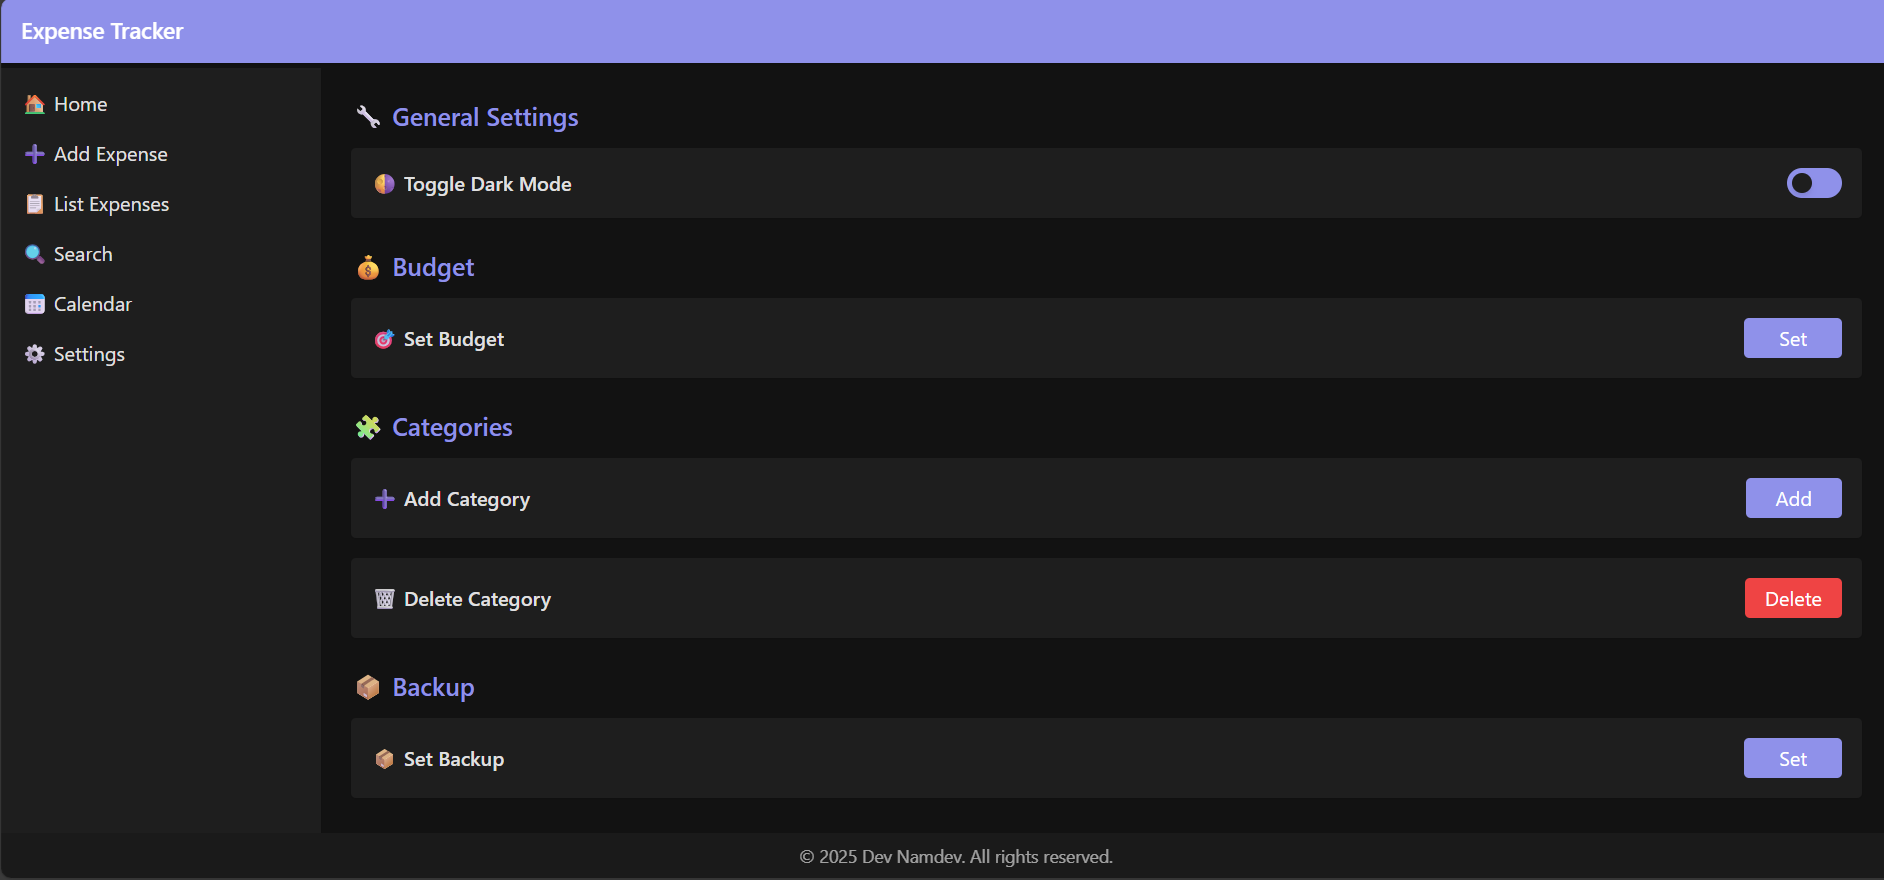 Expense Tracker
Home
Add Expense
List Expenses
Search
Calendar
Settings
General Settings
Toggle Dark Mode
Budget
Set Budget
Set
Categories
Add Category
Add
Delete Category
Delete
Backup
Set Backup
Set
© 2025 Dev Namdev. All rights reserved.